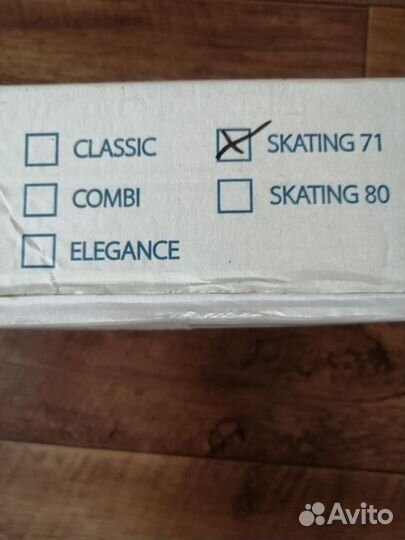 CLASSIC
SKATING 71
COMBI
SKATING 80
ELEGANCE
Avito